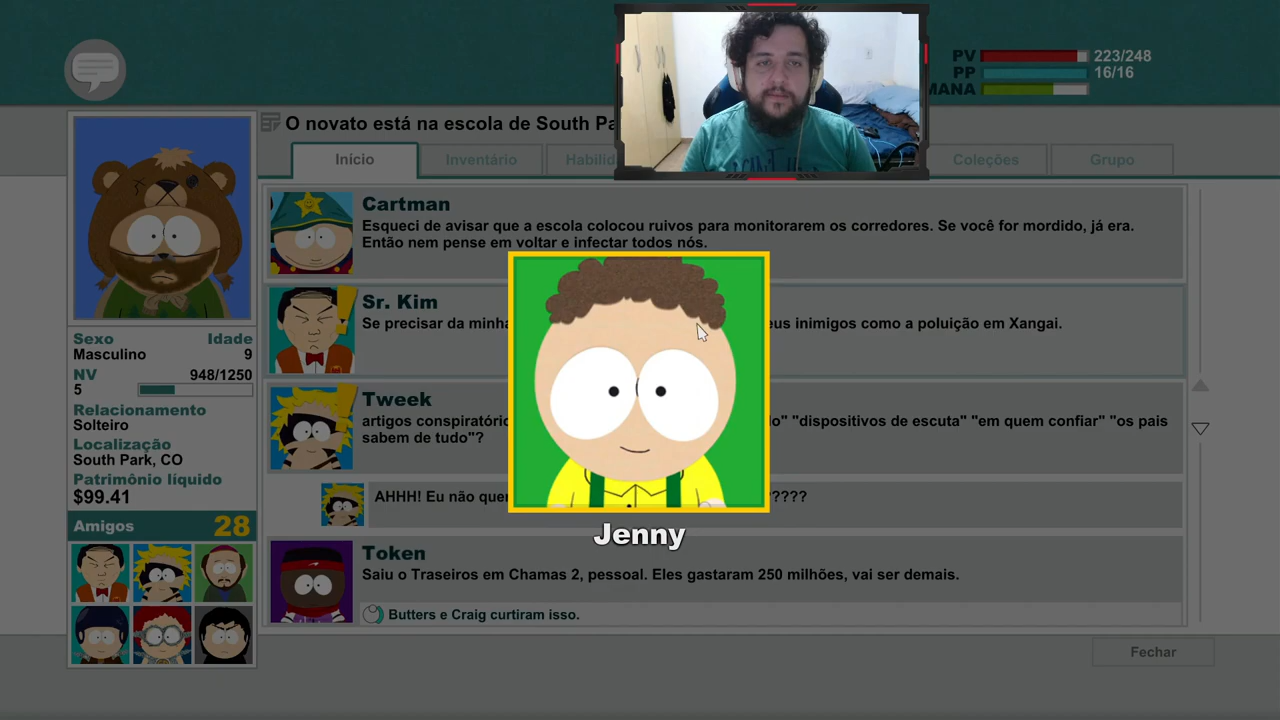 PV 223/248
PP 16/16
MANA
O novato está na escola de South Pa
Início
Inventário
Habilid
Coleções
Grupo
Cartman
Esqueci de avisar que a escola colocou ruivos para monitorarem os corredores. Se você for mordido, já era.
Então nem pense em voltar e infectar todos nós.
Sr. Kim
Se precisar da minha eus inimigos como a poluição em Xangai.
Sexo Idade
Masculino 9
NV 948/1250
5
Relacionamento
Solteiro
Localização
South Park, CO
Patrimônio líquido
$99.41
Amigos 28
Tweek
artigos conspiratório "dispositivos de escuta" "em quem confiar" "os pais
sabem de tudo"?
AHHH! Eu não quer ?????
Jenny
Token
Saiu o Traseiros em Chamas 2, pessoal. Eles gastaram 250 milhões, vai ser demais.
Butters e Craig curtiram isso.
Fechar